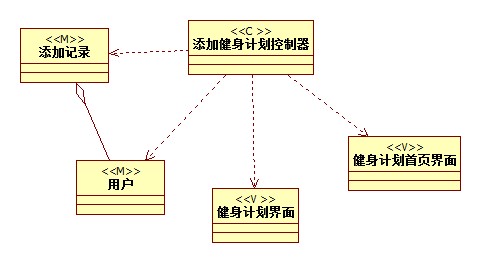 <<M>>
添加记录
<<C >>
添加健身计划控制器
<<M>>
用户
<<V >>
健身计划界面
<<V>>
健身计划首页界面